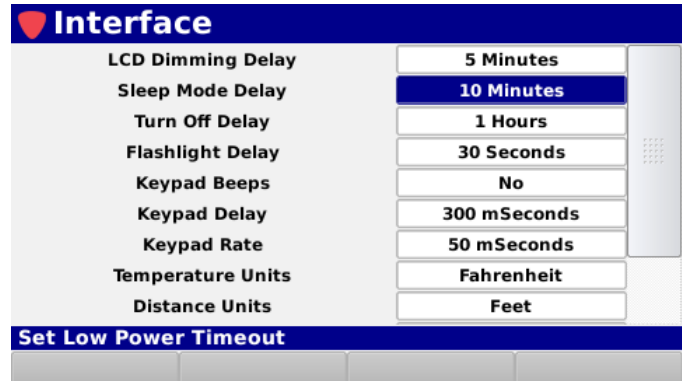 Interface
LCD Dimming Delay 5 Minutes
Sleep Mode Delay 10 Minutes
Turn Off Delay 1 Hours
Flashlight Delay 30 Seconds
Keypad Beeps No
Keypad Delay 300 mSeconds
Keypad Rate 50 mSeconds
Temperature Units Fahrenheit
Distance Units Feet
Set Low Power Timeout